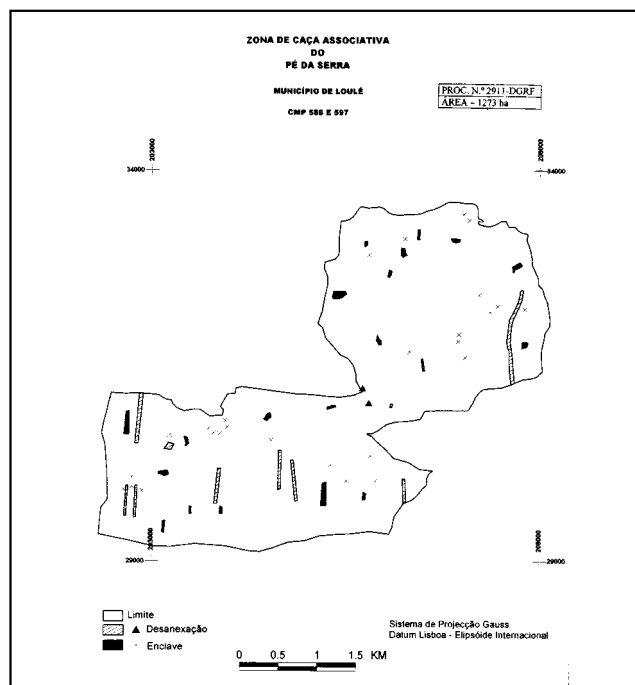 ZONA DE CAÇA ASSOCIATIVA
DO
PÉ DA SERRA
MUNICÍPIO DE LOULÉ
CMP 588 E 597
PROC. N.º 2911-DGRF
ÁREA - 1273 ha
203000
208000
34000
34000
29000
29000
203000
208000
Limite
Desanexação
Enclave
Sistema de Projecção Gauss
Datum Lisboa - Elipsóide Internacional
0 0.5 1 1.5 KM